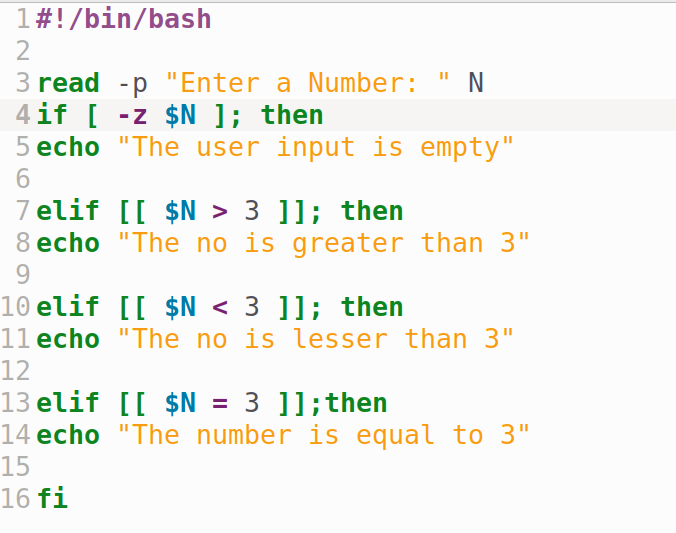 1 #!/bin/bash
2
3 read -p "Enter a Number: " N
4 if [ -z $N ]; then
5 echo "The user input is empty"
6
7 elif [[ $N > 3 ]]; then
8 echo "The no is greater than 3"
9
10 elif [[ $N < 3 ]]; then
11 echo "The no is lesser than 3"
12
13 elif [[ $N = 3 ]];then
14 echo "The number is equal to 3"
15
16 fi